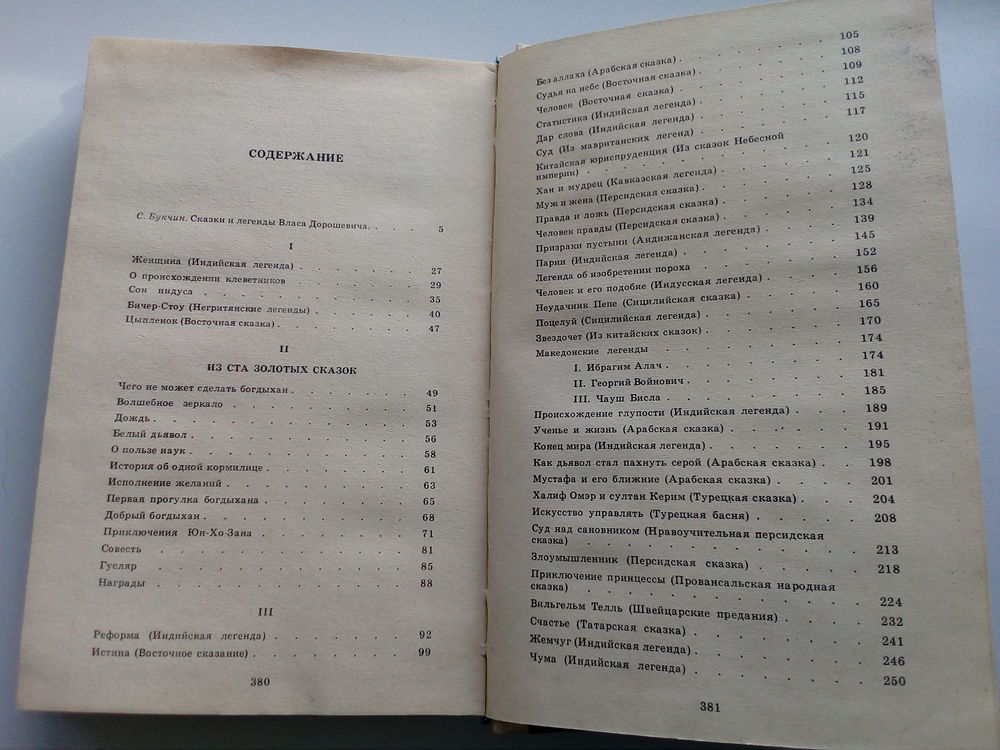 СОДЕРЖАНИЕ
С. Букчин. Сказки и легенды Власа Дорошевича. . 5
I
Женщина (Индийская легенда) . . . . . . 27
О происхождении клеветников . . . . . . 29
Сон индуса . . . . . . . . . 35
Бичер-Стоу (Негритянские легенды) . . . . . 40
Цыпленок (Восточная сказка) . . . . . . 47
II
ИЗ СТА ЗОЛОТЫХ СКАЗОК
Чего не может сделать богдыхан . . . . . . 49
Волшебное зеркало . . . . . . . . 51
Дождь . . . . . . . . . . 53
Белый дьявол . . . . . . . . . 56
О пользе наук . . . . . . . . . 58
История об одной кормилице . . . . . . 61
Исполнение желаний . . . . . . . . 63
Первая прогулка богдыхана . . . . . . 65
Добрый богдыхан . . . . . . . . . 68
Приключения Юн-Хо-Зана . . . . . . . 71
Совесть . . . . . . . . . . 81
Гусляр . . . . . . . . . . 85
Награды . . . . . . . . . . 88
III
Реформа (Индийская легенда) . . . . . . 92
Истина (Восточное сказание) . . . . . . . 99
380
Без аллаха (Арабская сказка) . . . . . . 105
Судья на небе (Восточная сказка) . . . . . 108
Человек (Восточная сказка) . . . . . . 109
Статистика (Индийская легенда) . . . . . 112
Дар слова (Индийская легенда) . . . . . 115
Суд (Из мавританских легенд) . . . . . 117
Китайская юриспруденция (Из сказок Небесной
империи) . . . . . . . . . 120
Хан и мудрец (Кавказская легенда) . . . . . 121
Муж и жена (Персидская сказка) . . . . . 125
Правда и ложь (Персидская сказка) . . . . . 128
Человек правды (Персидская сказка) . . . . . 134
Призраки пустыни (Андижанская легенда) . . . . 139
Парии (Индийская легенда) . . . . . . 145
Легенда об изобретении пороха . . . . . . 152
Человек и его подобие (Индусская легенда) . . . . 156
Неудачник Пепе (Сицилийская сказка) . . . . . 160
Поцелуй (Сицилийская легенда) . . . . . . 165
Звездочет (Из китайских сказок) . . . . . . 170
Македонские легенды . . . . . . . . 174
I. Ибрагим Алач . . . . . . . . 174
II. Георгий Войнович . . . . . . . . 181
III. Чауш Бисла . . . . . . . . 185
Происхождение глупости (Индийская легенда) . . . 189
Ученье и жизнь (Арабская сказка) . . . . . 191
Конец мира (Индийская легенда) . . . . . . 195
Как дьявол стал пахнуть серой (Арабская сказка) . . 198
Мустафа и его ближние (Арабская сказка) . . . . 201
Халиф Омэр и султан Керим (Турецкая сказка) . . . 204
Искусство управлять (Турецкая басня) . . . . . 208
Суд над сановником (Нравоучительная персидская
сказка) . . . . . . . . . . 213
Злоумышленник (Персидская сказка) . . . . . 218
Приключение принцессы (Провансальская народная
сказка) . . . . . . . . . . 224
Вильгельм Телль (Швейцарские предания) . . . . 232
Счастье (Татарская сказка) . . . . . . . 241
Жемчуг (Индийская легенда) . . . . . . . 246
Чума (Индийская легенда) . . . . . . . 250
381